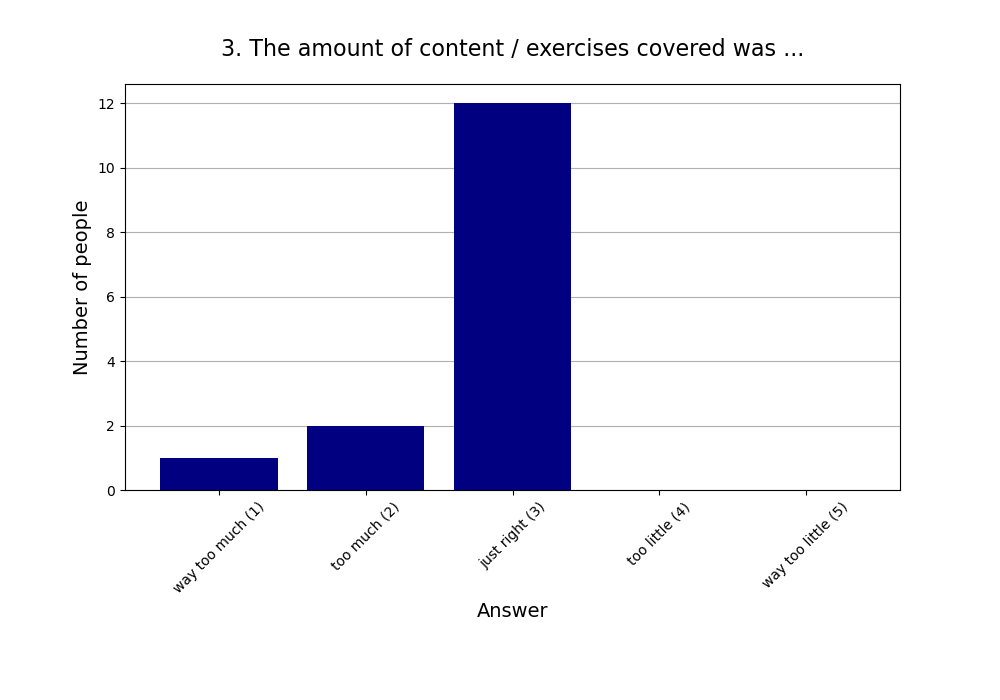 3. The amount of content / exercises covered was ...
12
10
8
6
4
2
0
Number of people
way too much (1)
too much (2)
just right (3)
too little (4)
way too little (5)
Answer